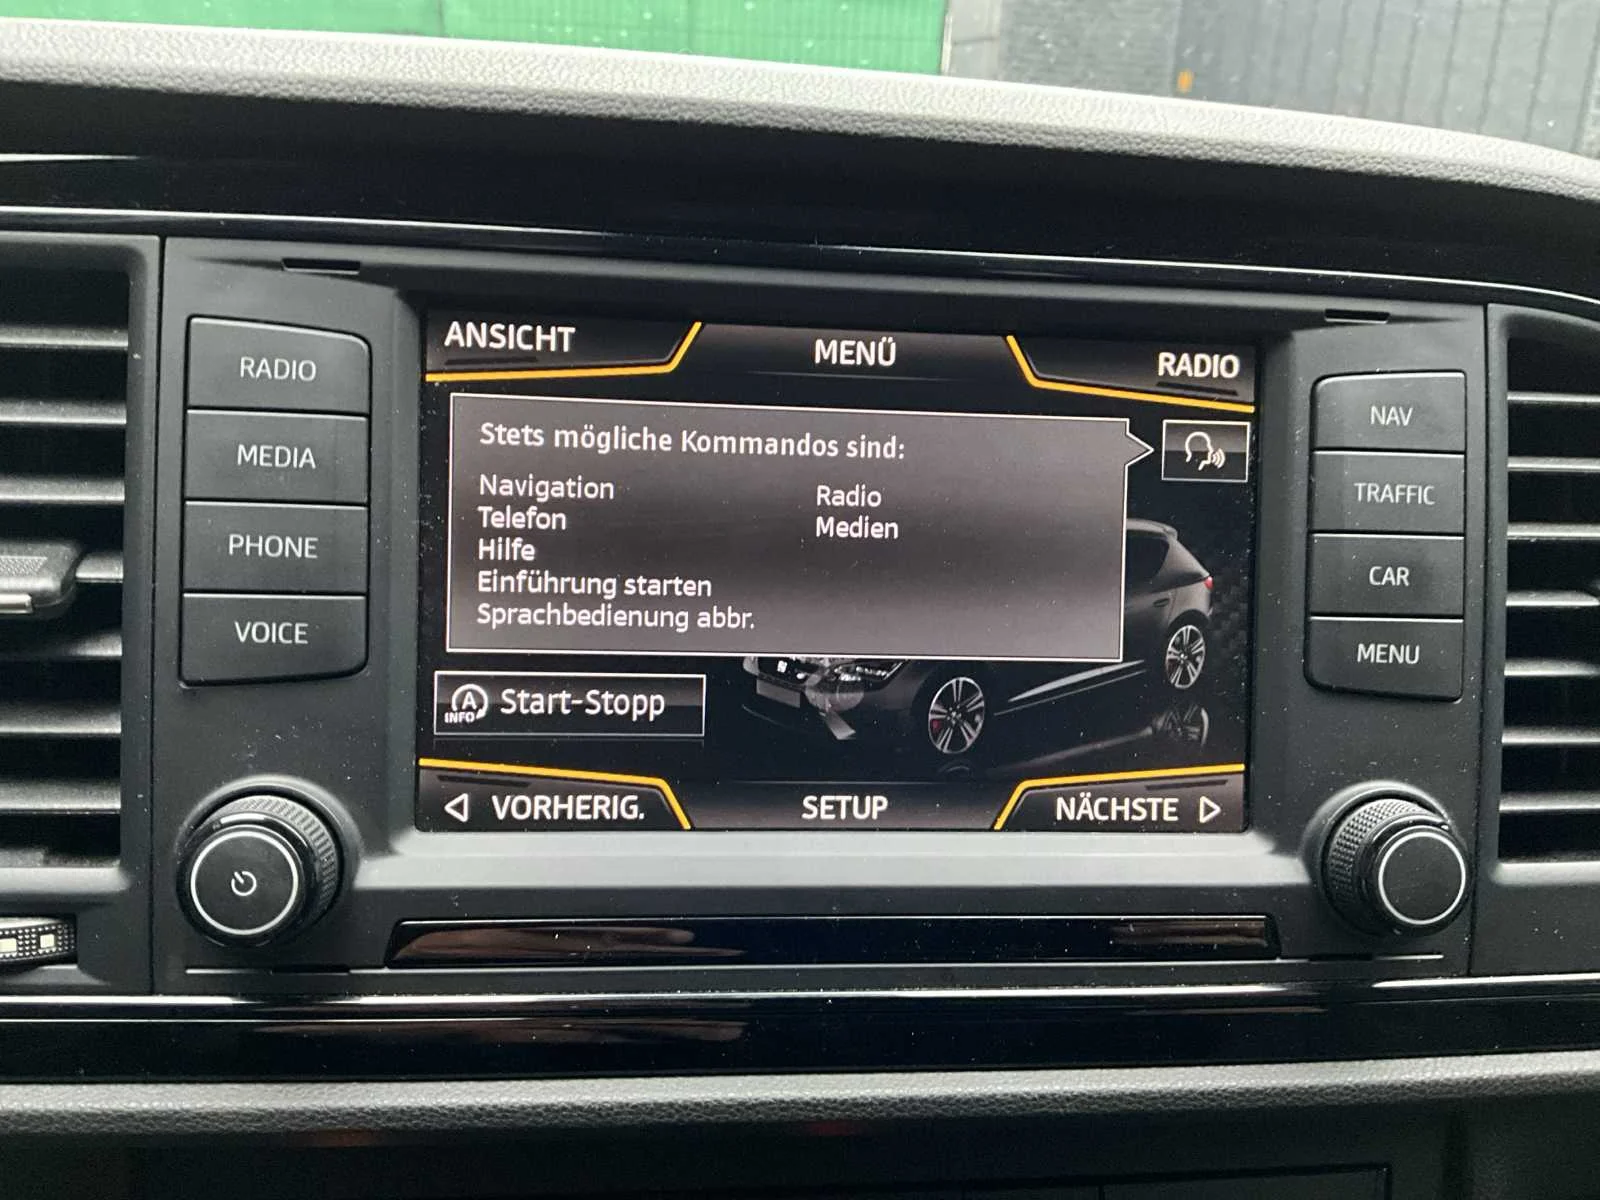 RADIO
MEDIA
PHONE
VOICE
ANSICHT
MENÜ
RADIO
Stets mögliche Kommandos sind:
Navigation
Telefon
Hilfe
Einführung starten
Sprachbedienung abbr.
Radio
Medien
A
INFO
Start-Stopp
VORHERIG.
SETUP
NÄCHSTE
NAV
TRAFFIC
CAR
MENU